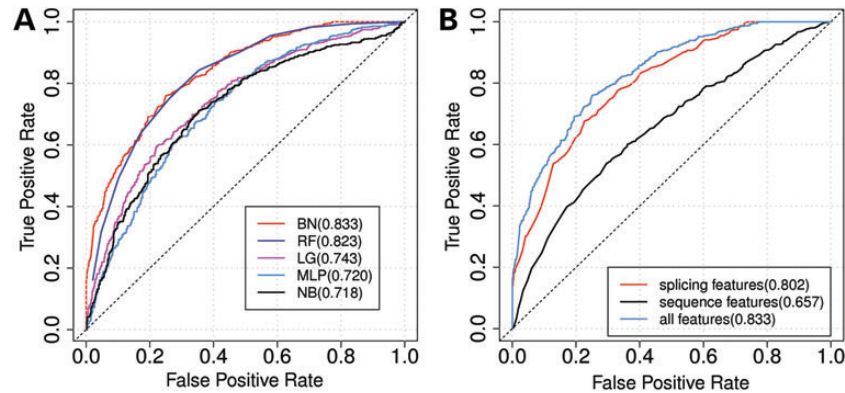 A
True Positive Rate
1.0
0.8
0.6
0.4
0.2
0.0
BN(0.833)
RF(0.823)
LG(0.743)
MLP(0.720)
NB(0.718)
0.0 0.2 0.4 0.6 0.8 1.0
False Positive Rate
B
True Positive Rate
1.0
0.8
0.6
0.4
0.2
0.0
splicing features(0.802)
sequence features(0.657)
all features(0.833)
0.0 0.2 0.4 0.6 0.8 1.0
False Positive Rate